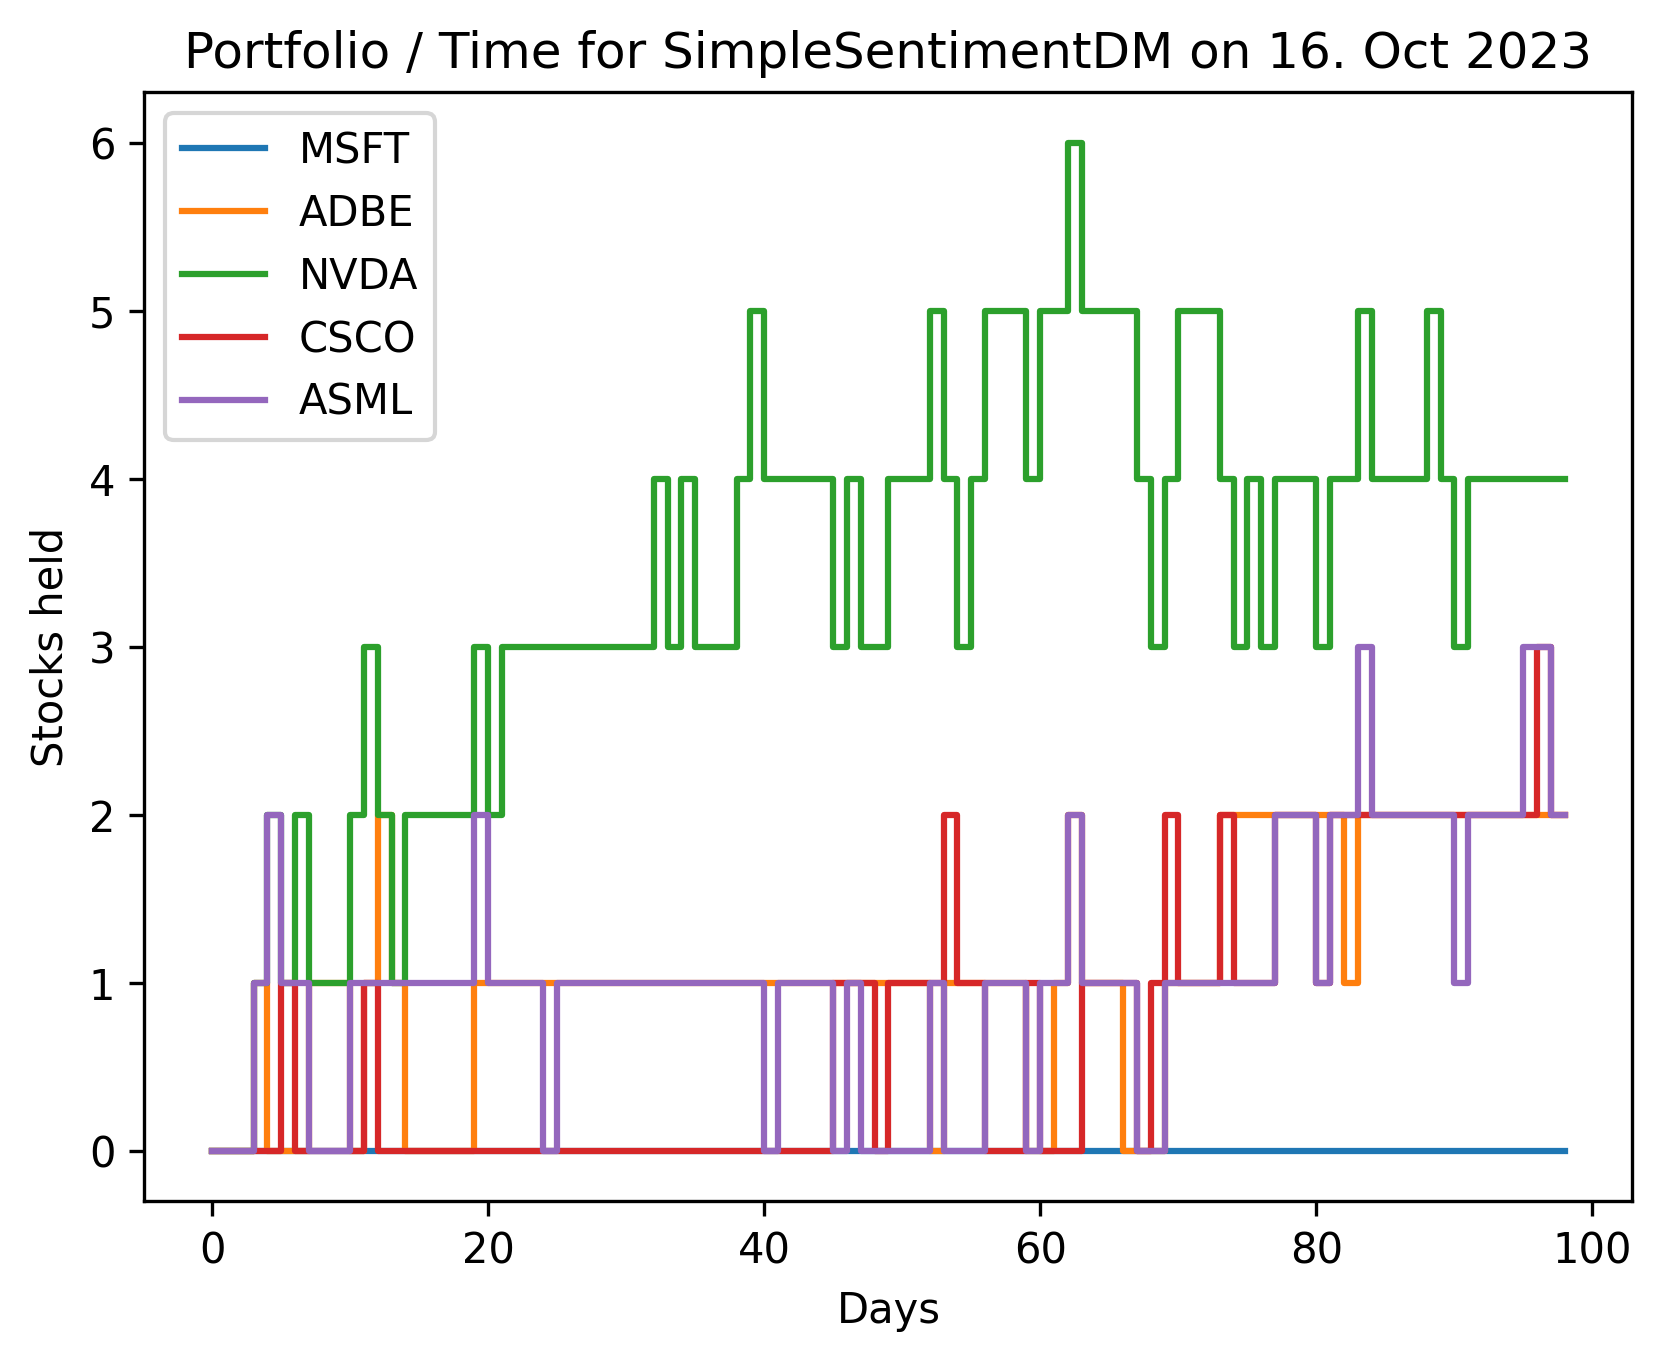 Portfolio / Time for SimpleSentimentDM on 16. Oct 2023
MSFT
ADBE
NVDA
CSCO
ASML
6
5
4
3
2
1
0
Stocks held
0 20 40 60 80 100
Days